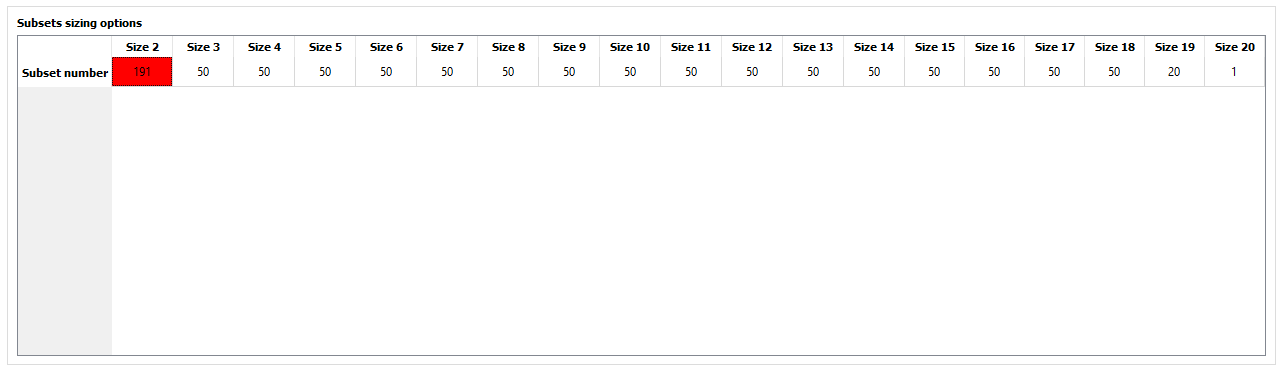 Subsets sizing options
Size 2 Size 3 Size 4 Size 5 Size 6 Size 7 Size 8 Size 9 Size 10 Size 11 Size 12 Size 13 Size 14 Size 15 Size 16 Size 17 Size 18 Size 19 Size 20
Subset number 191 50 50 50 50 50 50 50 50 50 50 50 50 50 50 50 50 20 1